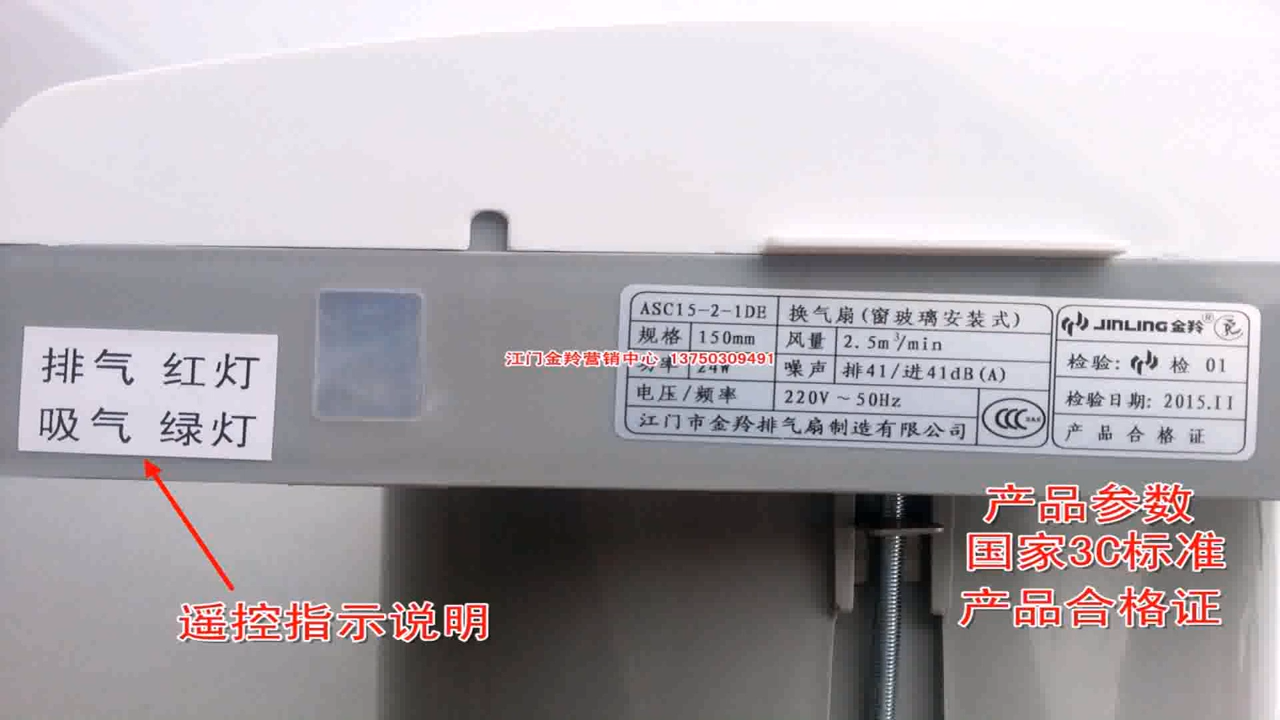 排气 红灯
吸气 绿灯
遥控指示说明
江门金羚营销中心 13750309491
ASC15-2-1DE 换气扇(窗玻璃安装式)
规格 150mm 风量 2.5m³/min
功率 24W 噪声 排41/进41dB(A)
电压/频率 220V~50Hz
江门市金羚排气扇制造有限公司
JINLING金羚®
检验: 检 01
检验日期: 2015.11
产品合格证
产品参数
国家3C标准
产品合格证